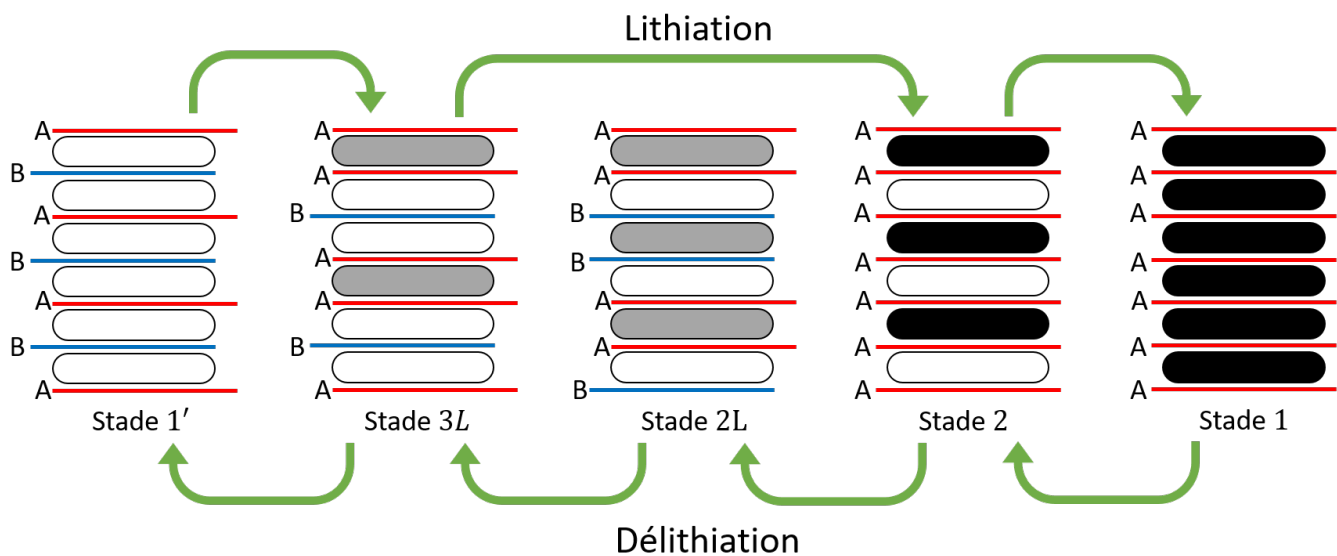 Lithiation
A A A A A
B A A A A
A B B A A
B A B A A
A A A A A
B B A A A
A A B A A
Stade 1′ Stade 3L Stade 2L Stade 2 Stade 1
Délithiation